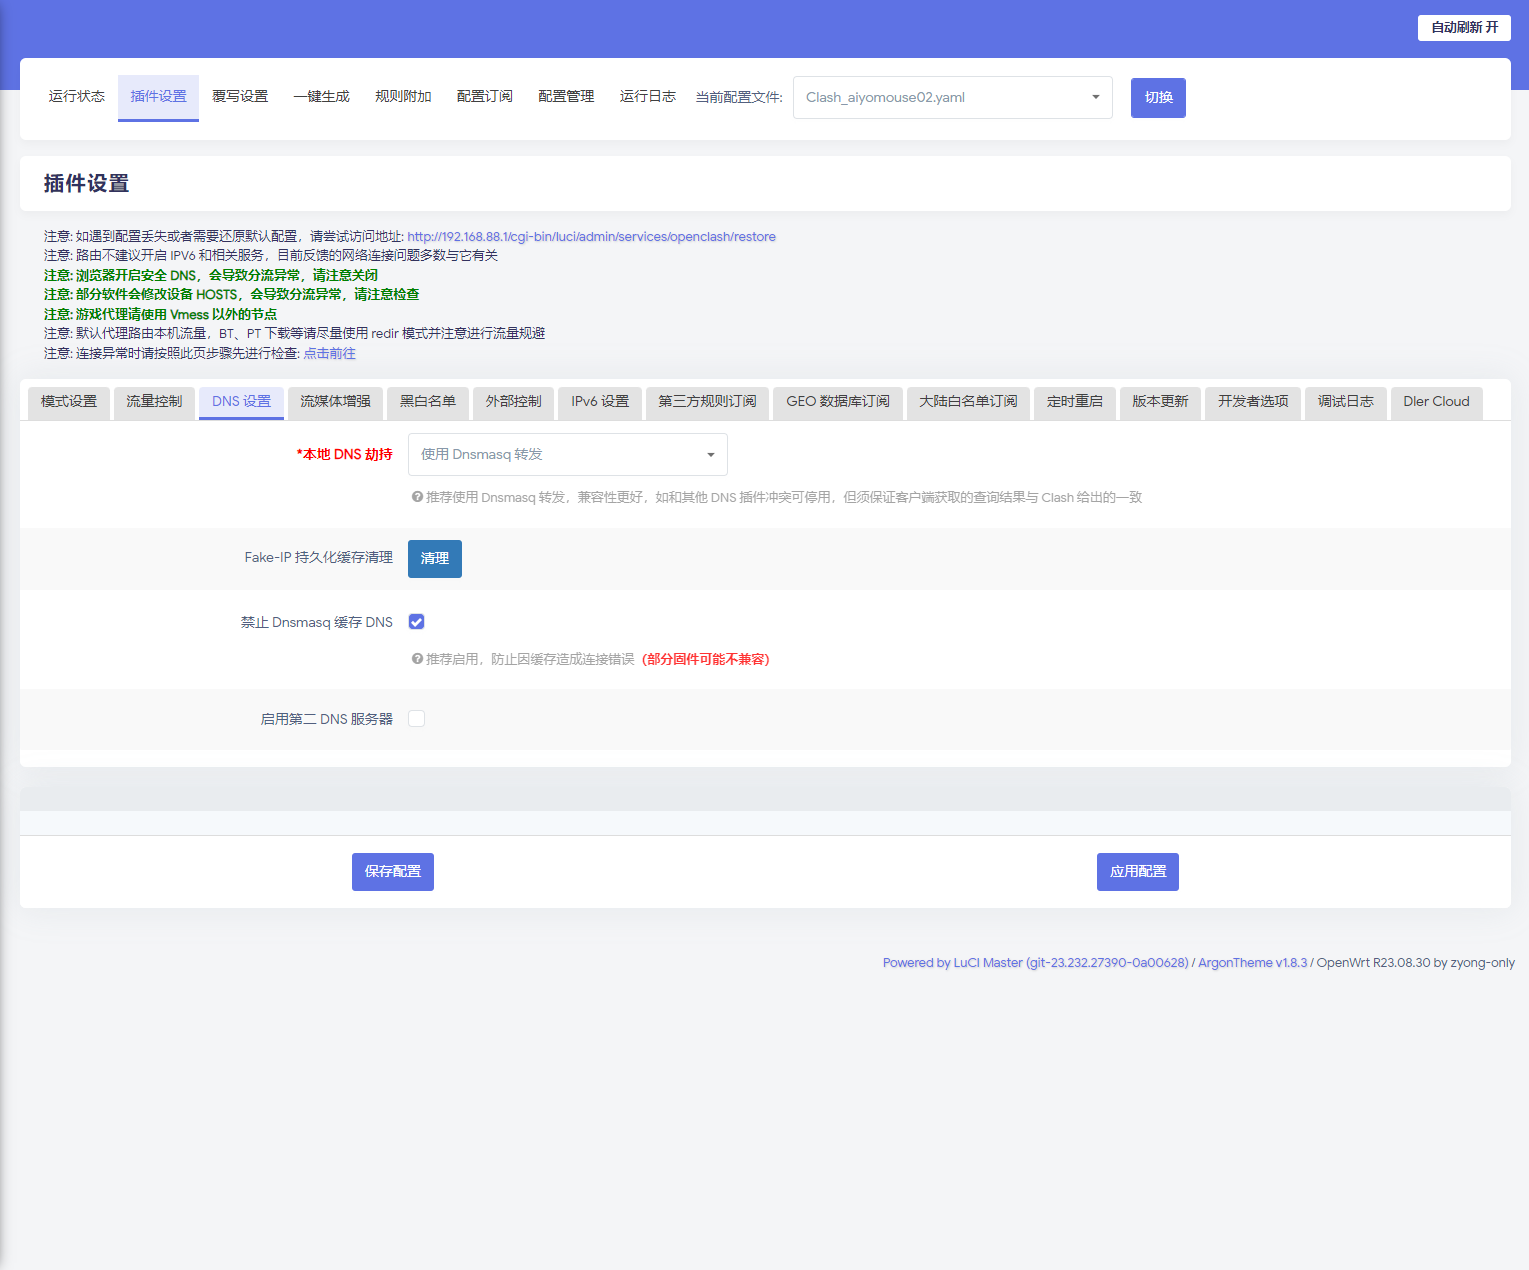 自动刷新 开
运行状态 插件设置 覆写设置 一键生成 规则附加 配置订阅 配置管理 运行日志 当前配置文件: Clash_aiyomouse02.yaml 切换
插件设置
注意: 如遇到配置丢失或者需要还原默认配置，请尝试访问地址: http://192.168.88.1/cgi-bin/luci/admin/services/openclash/restore
注意: 路由不建议开启 IPV6 和相关服务，目前反馈的网络连接问题多数与它有关
注意: 浏览器开启安全 DNS，会导致分流异常，请注意关闭
注意: 部分软件会修改设备 HOSTS，会导致分流异常，请注意检查
注意: 游戏代理请使用 Vmess 以外的节点
注意: 默认代理路由本机流量，BT、PT 下载等请尽量使用 redir 模式并注意进行流量规避
注意: 连接异常时请按照此页步骤先进行检查: 点击前往
模式设置 流量控制 DNS 设置 流媒体增强 黑白名单 外部控制 IPv6 设置 第三方规则订阅 GEO 数据库订阅 大陆白名单订阅 定时重启 版本更新 开发者选项 调试日志 Dler Cloud
*本地 DNS 劫持 使用 Dnsmasq 转发
推荐使用 Dnsmasq 转发，兼容性更好，如和其他 DNS 插件冲突可停用，但须保证客户端获取的查询结果与 Clash 给出的一致
Fake-IP 持久化缓存清理 清理
禁止 Dnsmasq 缓存 DNS
推荐启用，防止因缓存造成连接错误 (部分固件可能不兼容)
启用第二 DNS 服务器
保存配置 应用配置
Powered by LuCI Master (git-23.232.27390-0a00628) / ArgonTheme v1.8.3 / OpenWrt R23.08.30 by zyong-only